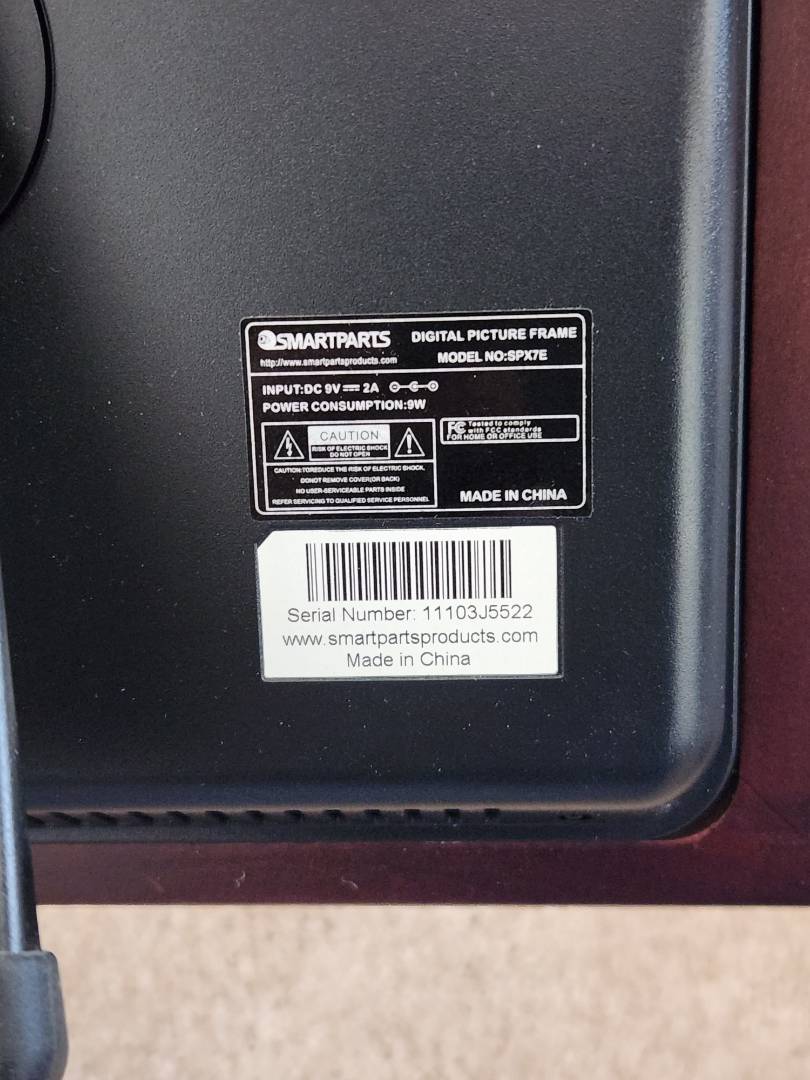 SMARTPARTS
http://www.smartpartsproducts.com
DIGITAL PICTURE FRAME
MODEL NO:SPX7E
INPUT:DC 9V 2A
POWER CONSUMPTION:9W
CAUTION
RISK OF ELECTRIC SHOCK
DO NOT OPEN
CAUTION:TOREDUCE THE RISK OF ELECTRIC SHOCK,
DONOT REMOVE COVER(OR BACK)
NO USER-SERVICEABLE PARTS INSIDE
REFER SERVICING TO QUALIFIED SERVICE PERSONNEL
FC Tested to comply
with FCC standards
FOR HOME OR OFFICE USE
MADE IN CHINA
Serial Number: 11103J5522
www.smartpartsproducts.com
Made in China